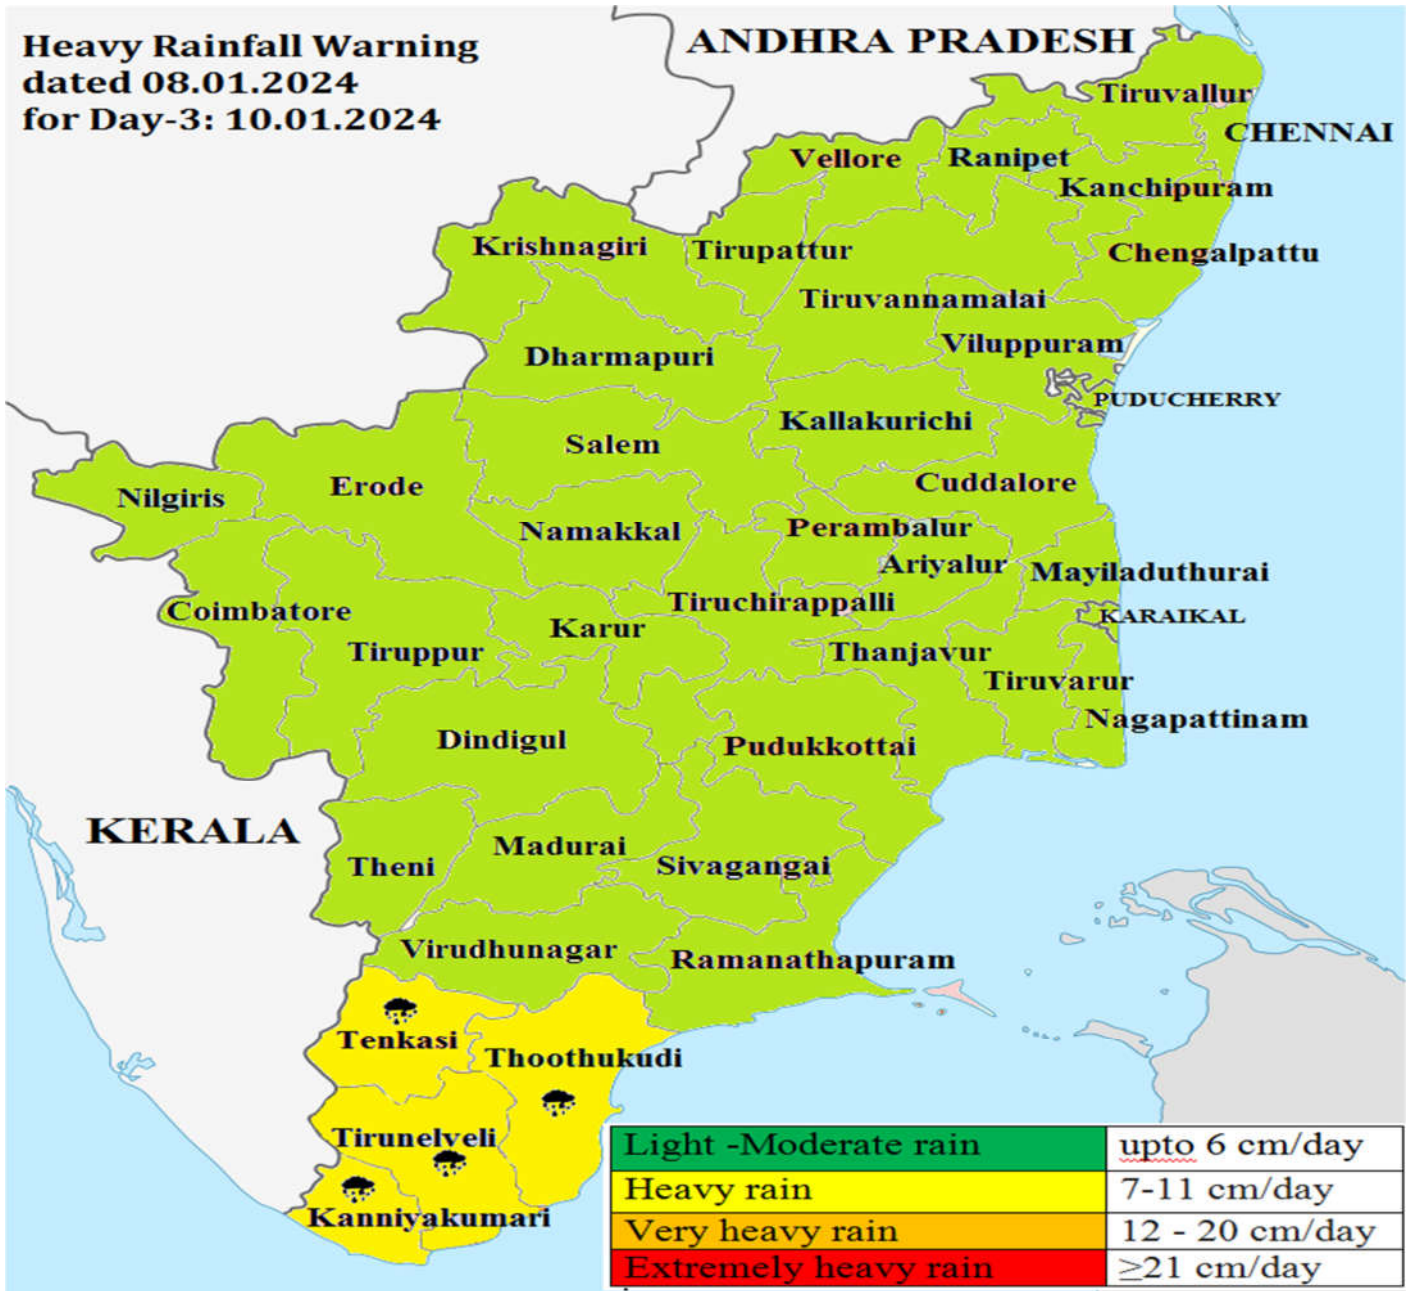 Heavy Rainfall Warning
dated 08.01.2024
for Day-3: 10.01.2024
ANDHRA PRADESH
Tiruvallur
CHENNAI
Vellore
Ranipet
Kanchipuram
Krishnagiri
Tirupattur
Chengalpattu
Tiruvannamalai
Viluppuram
Dharmapuri
PUDUCHERRY
Kallakurichi
Salem
Cuddalore
Nilgiris
Erode
Namakkal
Perambalur
Ariyalur
Mayiladuthurai
Coimbatore
Tiruchirappalli
KARAIKAL
Karur
Tiruppur
Thanjavur
Tiruvarur
Nagapattinam
Dindigul
Pudukkottai
KERALA
Madurai
Theni
Sivagangai
Virudhunagar
Ramanathapuram
Tenkasi
Thoothukudi
Tirunelveli
Kanniyakumari
Light -Moderate rain upto 6 cm/day
Heavy rain 7-11 cm/day
Very heavy rain 12 - 20 cm/day
Extremely heavy rain ≥21 cm/day